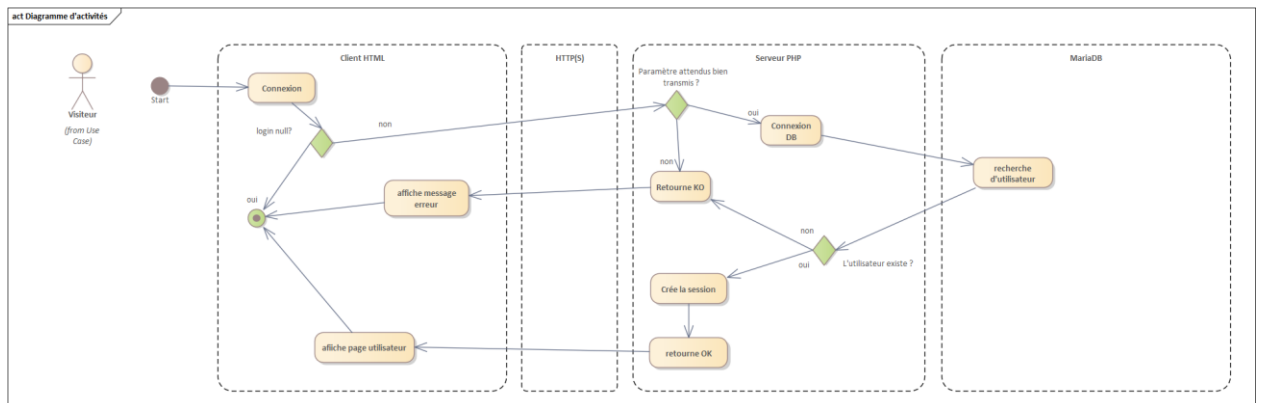 act Diagramme d'activités
Client HTML
HTTP(S)
Serveur PHP
MariaDB
Visiteur
(from Use
Case)
Start
Connexion
login null?
non
oui
affiche message
erreur
afliche page utilisateur
Paramètre attendus bien
transmis ?
oui
non
Connexion
DB
Retourne KO
recherche
d'utilisateur
non
oui
L'utilisateur existe ?
Crée la session
retourne OK